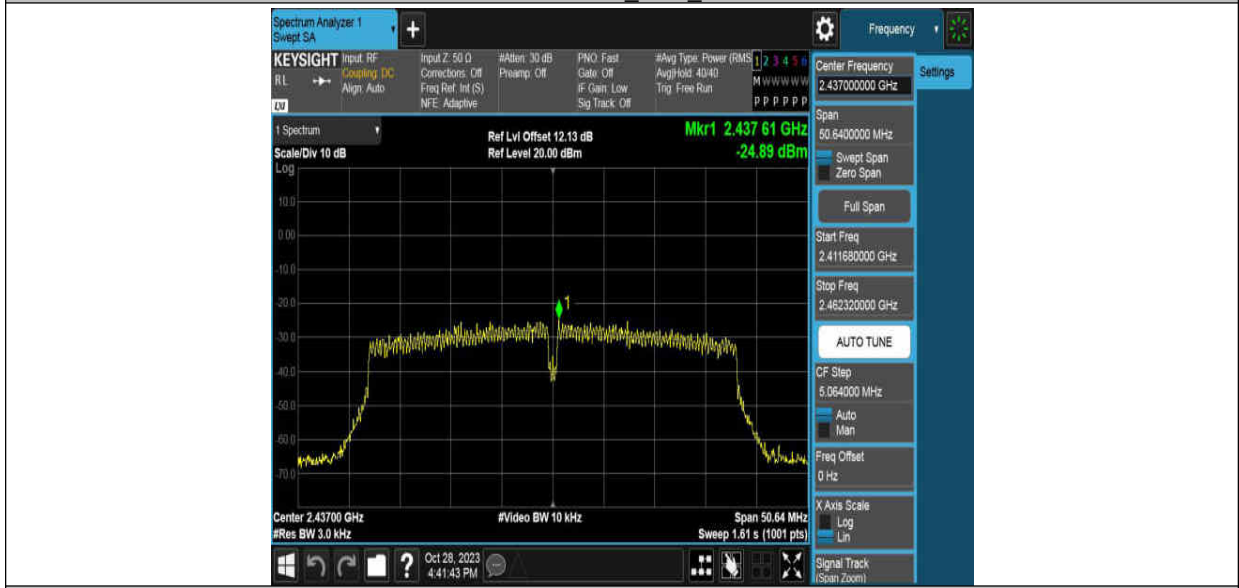 Spectrum Analyzer 1
Swept SA
+
Frequency
KEYSIGHT
RL
LXI
Input: RF
Coupling: DC
Align: Auto
Input Z: 50 Ω
Corrections: Off
Freq Ref: Int (S)
NFE: Adaptive
#Atten: 30 dB
Preamp: Off
PNO: Fast
Gate: Off
IF Gain: Low
Sig Track: Off
#Avg Type: Power (RMS
Avg|Hold: 40/40
Trig: Free Run
1 2 3 4 5 6
M W W W W W
P P P P P P
Center Frequency
2.437000000 GHz
Settings
Span
50.6400000 MHz
Swept Span
Zero Span
Full Span
Start Freq
2.411680000 GHz
Stop Freq
2.462320000 GHz
AUTO TUNE
CF Step
5.064000 MHz
Auto
Man
Freq Offset
0 Hz
X Axis Scale
Log
Lin
Signal Track
(Span Zoom)
1 Spectrum
Scale/Div 10 dB
Log
Ref Lvl Offset 12.13 dB
Ref Level 20.00 dBm
Mkr1 2.437 61 GHz
-24.89 dBm
10.0
0.00
-10.0
-20.0
-30.0
-40.0
-50.0
-60.0
-70.0
1
Center 2.43700 GHz
#Res BW 3.0 kHz
#Video BW 10 kHz
Span 50.64 MHz
Sweep 1.61 s (1001 pts)
?
Oct 28, 2023
4:41:43 PM